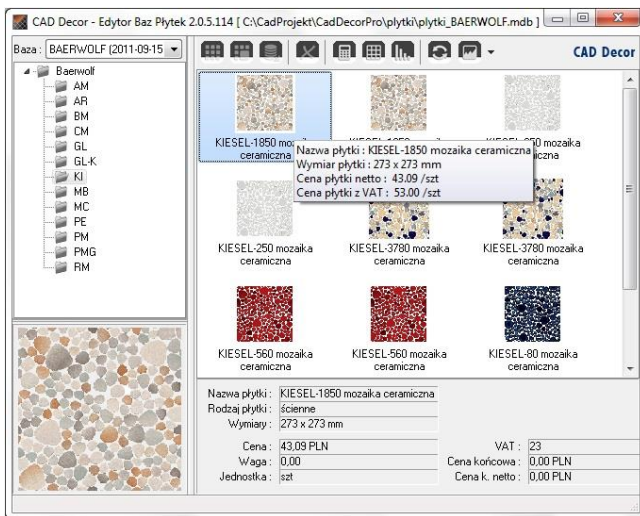 CAD Decor - Edytor Baz Płytek 2.0.5.114 [ C:\CadProjekt\CadDecorPro\plytki\plytki_BAERWOLF.mdb ]
Baza : BAERWOLF (2011-09-15
CAD Decor
Baerwolf
AM
AR
BM
CM
GL
GL-K
KI
MB
MC
PE
PM
PMG
RM
KIESEL-1850 mozaika
ceramiczna
Nazwa płytki : KIESEL-1850 mozaika ceramiczna
Wymiar płytki : 273 x 273 mm
Cena płytki netto : 43.09 /szt
Cena płytki z VAT : 53.00 /szt
KIESEL-250 mozaika
ceramiczna
KIESEL-3780 mozaika
ceramiczna
KIESEL-3780 mozaika
ceramiczna
KIESEL-560 mozaika
ceramiczna
KIESEL-560 mozaika
ceramiczna
KIESEL-80 mozaika
ceramiczna
Nazwa płytki : KIESEL-1850 mozaika ceramiczna
Rodzaj płytki : ścienne
Wymiary : 273 x 273 mm
Cena : 43,09 PLN
Waga : 0,00
Jednostka : szt
VAT : 23
Cena końcowa : 0,00 PLN
Cena k. netto : 0,00 PLN